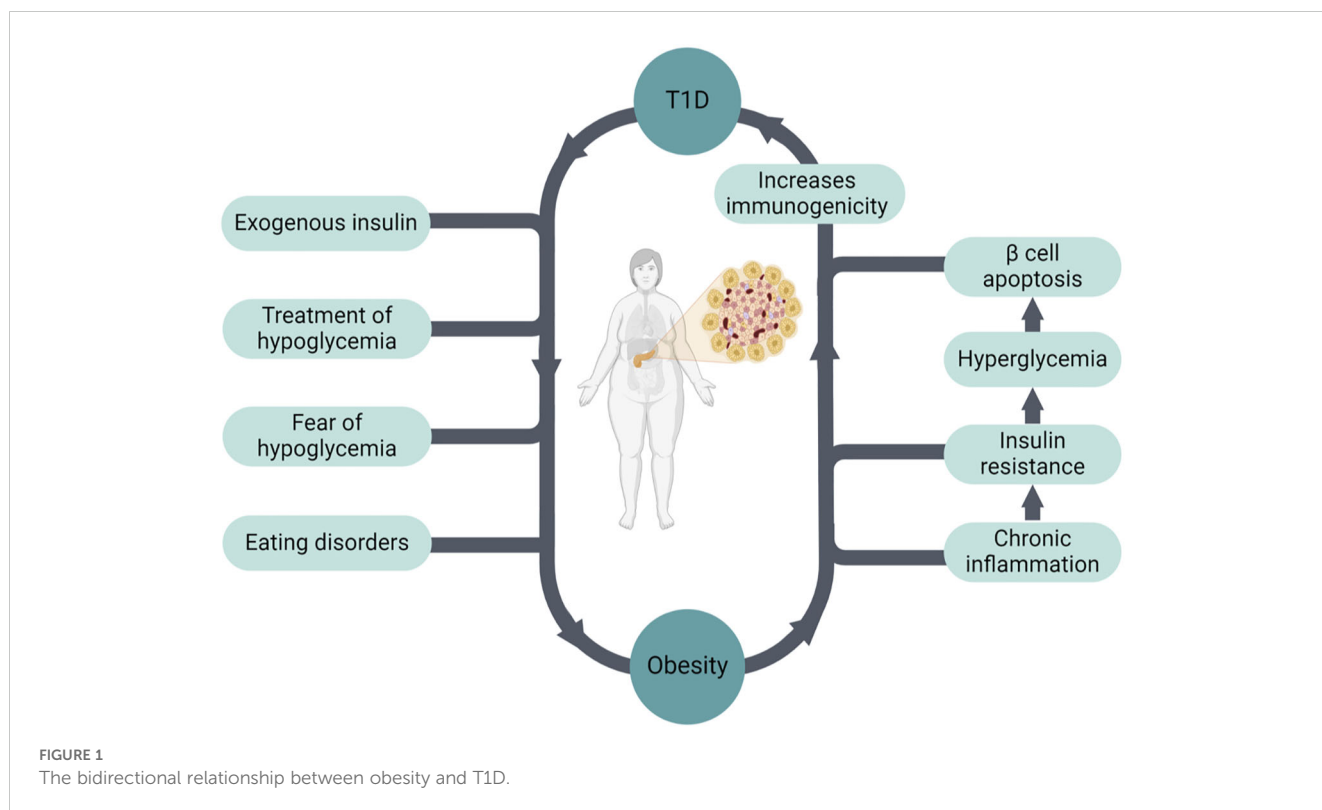 T1D
Exogenous insulin
Treatment of
hypoglycemia
Fear of
hypoglycemia
Eating disorders
Increases
immunogenicity
β cell
apoptosis
Hyperglycemia
Insulin
resistance
Chronic
inflammation
Obesity
FIGURE 1
The bidirectional relationship between obesity and T1D.